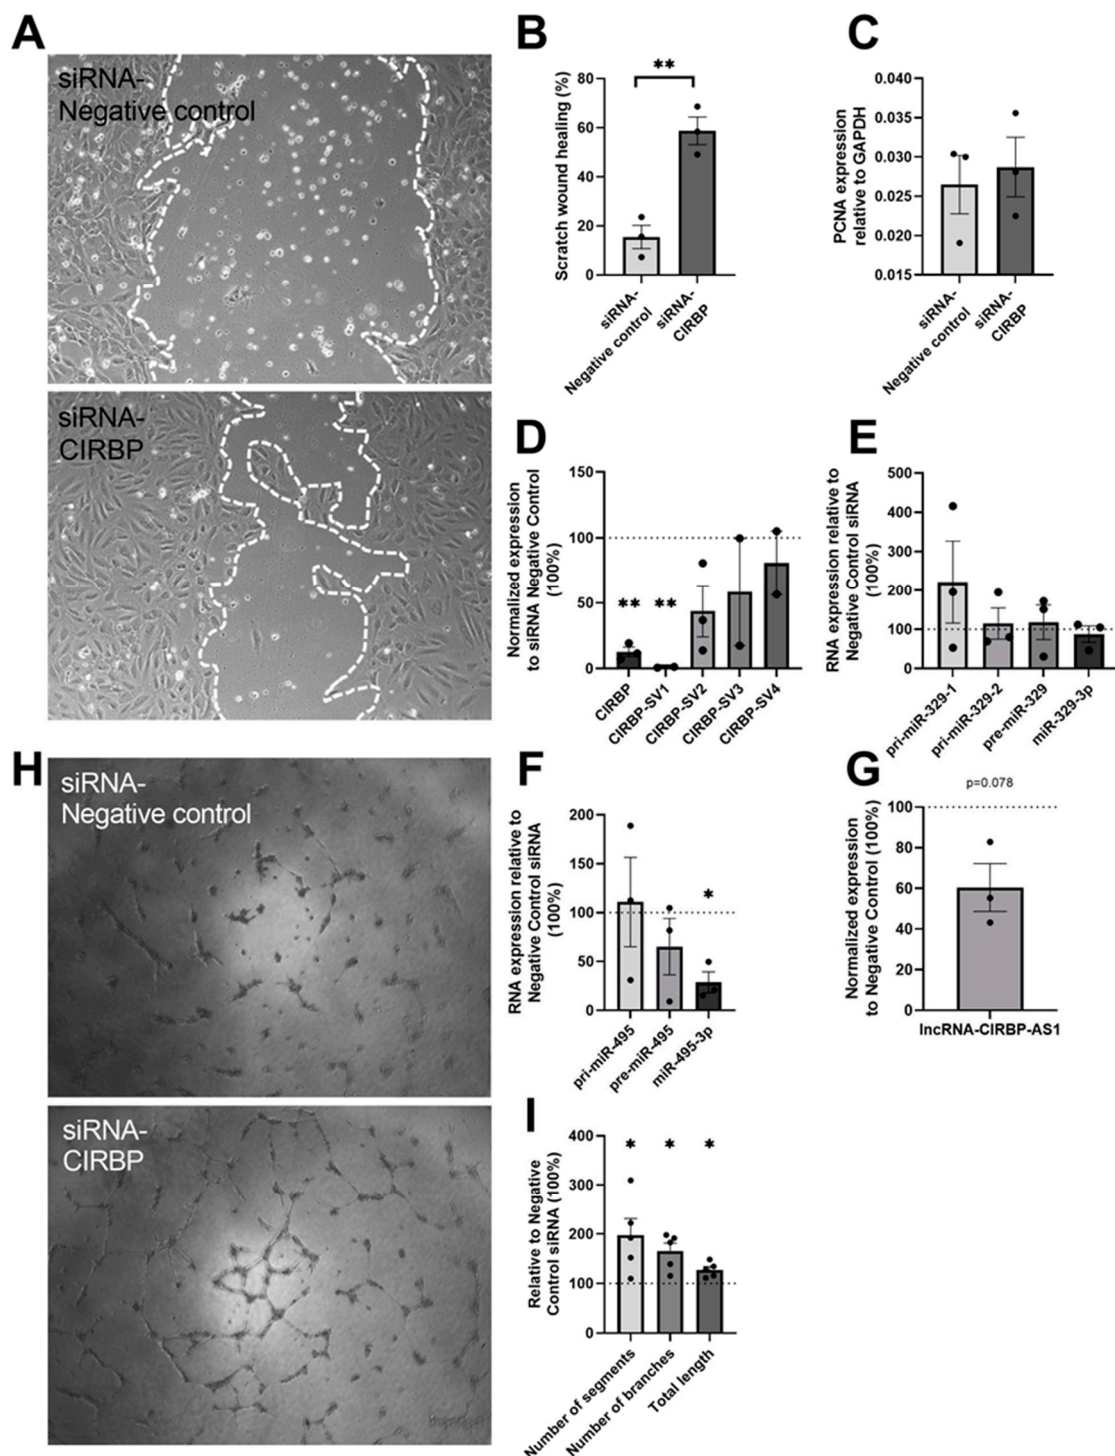 A
siRNA-
Negative control
siRNA-
CIRBP
B
Scratch wound healing (%)
80
60
40
20
0
**
siRNA-
Negative control
siRNA-
CIRBP
C
PCNA expression
relative to GAPDH
0.040
0.035
0.030
0.025
0.020
0.015
siRNA-
Negative control
siRNA-
CIRBP
D
Normalized expression
to siRNA Negative Control
(100%)
150
100
50
0
**
**
CIRBP
CIRBP-SV1
CIRBP-SV2
CIRBP-SV3
CIRBP-SV4
E
RNA expression relative to
Negative Control siRNA
(100%)
500
400
300
200
100
0
pri-miR-329-1
pri-miR-329-2
pre-miR-329
miR-329-3p
H
siRNA-
Negative control
siRNA-
CIRBP
F
RNA expression relative to
Negative Control siRNA
(100%)
200
150
100
50
0
*
pri-miR-495
pre-miR-495
miR-495-3p
G
Normalized expression
to Negative Control (100%)
p=0.078
100
80
60
40
20
0
lncRNA-CIRBP-AS1
I
Relative to Negative
Control siRNA (100%)
400
300
200
100
0
*
*
*
Number of segments
Number of branches
Total length